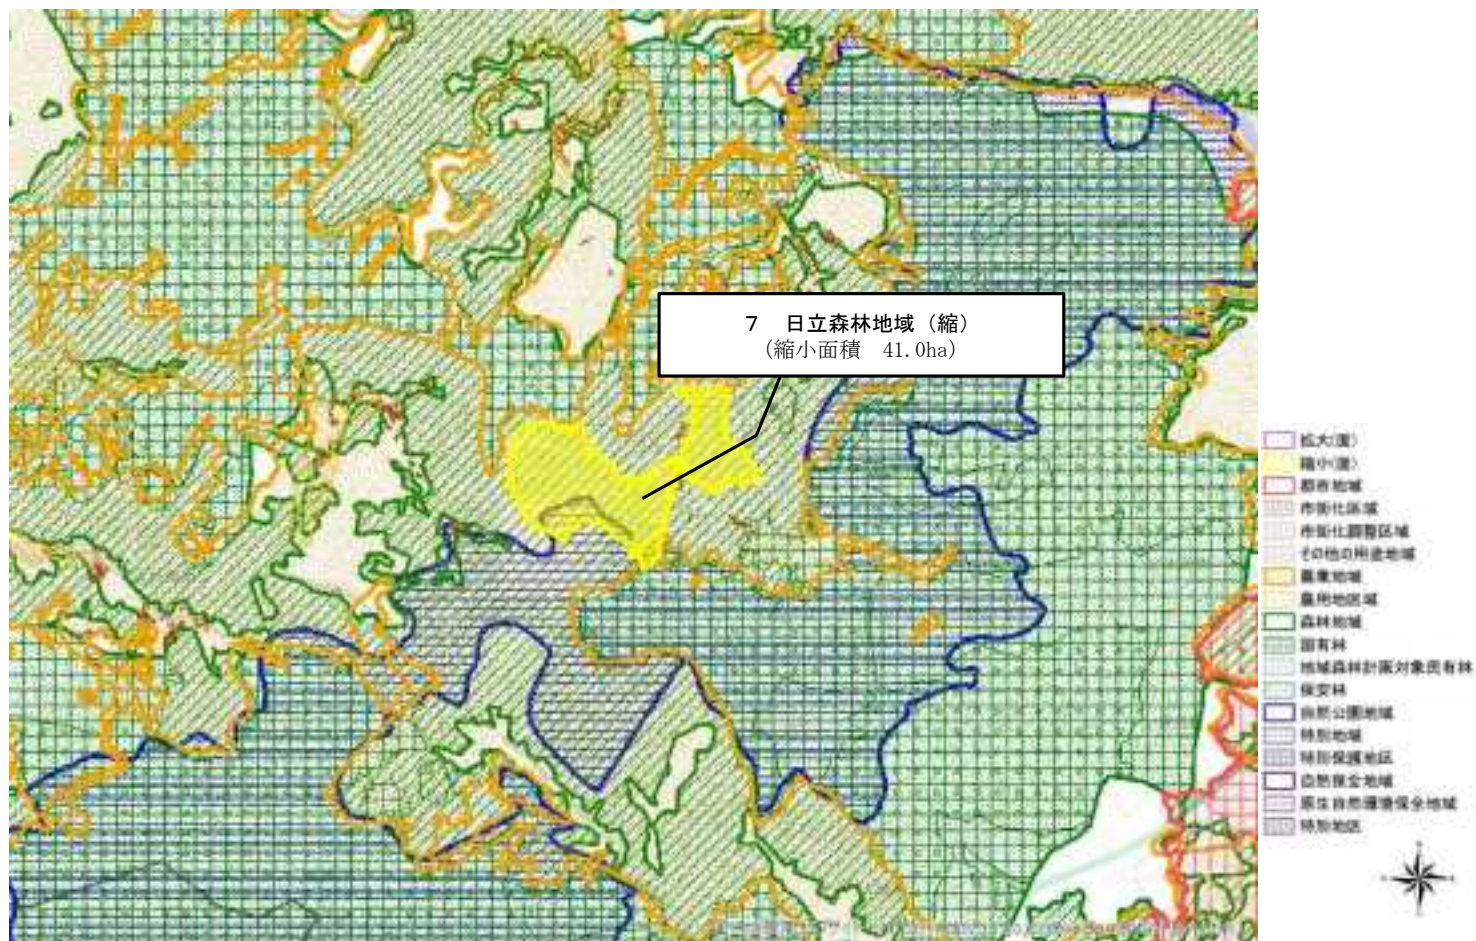 ７　日立森林地域（縮）
（縮小面積　41.0ha）
拡大(面)
縮小(面)
都市地域
市街化区域
市街化調整区域
その他の用途地域
農業地域
農用地区域
森林地域
国有林
地域森林計画対象民有林
保安林
自然公園地域
特別地域
特別保護地区
自然保全地域
原生自然環境保全地域
特別地区